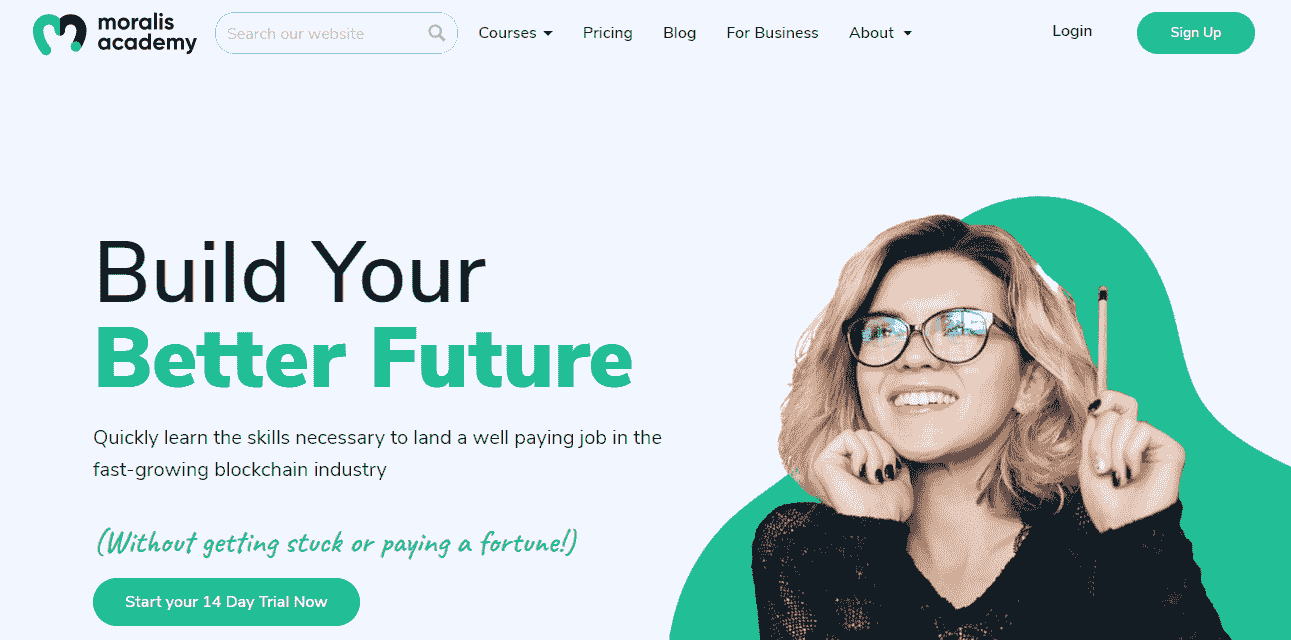 moralis
academy
Search our website
Courses
Pricing
Blog
For Business
About
Login
Sign Up
Build Your
Better Future
Quickly learn the skills necessary to land a well paying job in the
fast-growing blockchain industry
(Without getting stuck or paying a fortune!)
Start your 14 Day Trial Now